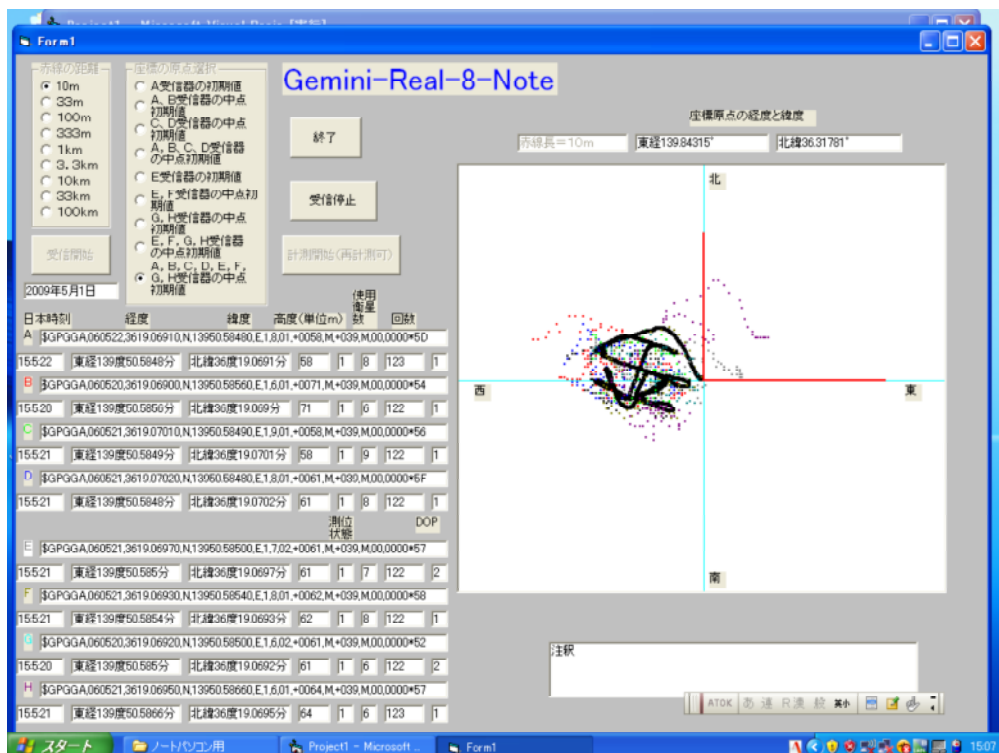 Form1
赤線の距離
10m
33m
100m
333m
1km
3.3km
10km
33km
100km
受信開始
2009年5月1日
座標の原点選択
A受信器の初期値
A、B受信器の中点
初期値
C、D受信器の中点
初期値
A,B,C,D受信器
の中点初期値
E受信器の初期値
E,F受信器の中点初
期値
G,H受信器の中点
初期値
E,F,G,H受信器
の中点初期値
A,B,C,D,E,F,
G,H受信器の中点
初期値
Gemini-Real-8-Note
終了
受信停止
計測開始(再計測可)
座標原点の経度と緯度
赤線長=10m
東経139.84315°
北緯36.31781°
北
西
東
南
日本時刻 経度 緯度 高度(単位m) 使用衛星数 回数
A $GPGGA,060522,3619.06910,N,13950.58480,E,1,8,01,+0058,M,+039,M,00,0000*5D
15:5:22 東経139度50.5848分 北緯36度19.0691分 58 1 8 123 1
B $GPGGA,060520,3619.06900,N,13950.58560,E,1,6,01,+0071,M,+039,M,00,0000*54
15:5:20 東経139度50.5856分 北緯36度19.069分 71 1 6 122 1
C $GPGGA,060521,3619.07010,N,13950.58490,E,1,9,01,+0058,M,+039,M,00,0000*56
15:5:21 東経139度50.5849分 北緯36度19.0701分 58 1 9 122 1
D $GPGGA,060521,3619.07020,N,13950.58480,E,1,8,01,+0061,M,+039,M,00,0000*5F
15:5:21 東経139度50.5848分 北緯36度19.0702分 61 1 8 122 1
測位状態 DOP
E $GPGGA,060521,3619.06970,N,13950.58500,E,1,7,02,+0061,M,+039,M,00,0000*57
15:5:21 東経139度50.585分 北緯36度19.0697分 61 1 7 122 2
F $GPGGA,060521,3619.06930,N,13950.58540,E,1,8,01,+0062,M,+039,M,00,0000*58
15:5:21 東経139度50.5854分 北緯36度19.0693分 62 1 8 122 1
G $GPGGA,060520,3619.06920,N,13950.58500,E,1,6,02,+0061,M,+039,M,00,0000*52
15:5:20 東経139度50.585分 北緯36度19.0692分 61 1 6 122 2
H $GPGGA,060521,3619.06950,N,13950.58660,E,1,6,01,+0064,M,+039,M,00,0000*57
15:5:21 東経139度50.5866分 北緯36度19.0695分 64 1 6 123 1
注釈
ATOK あ 連 R漢 般 英小
スタート ノートパソコン用 Project1 - Microsoft ... Form1 A 15:07